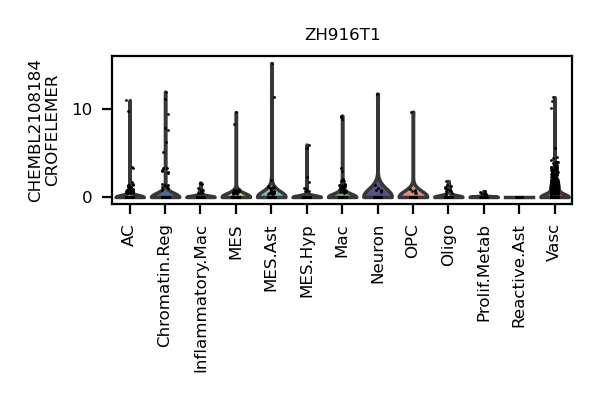 ZH916T1
CHEMBL2108184
CROFELEMER
10
0
AC
Chromatin.Reg
Inflammatory.Mac
MES
MES.Ast
MES.Hyp
Mac
Neuron
OPC
Oligo
Prolif.Metab
Reactive.Ast
Vasc